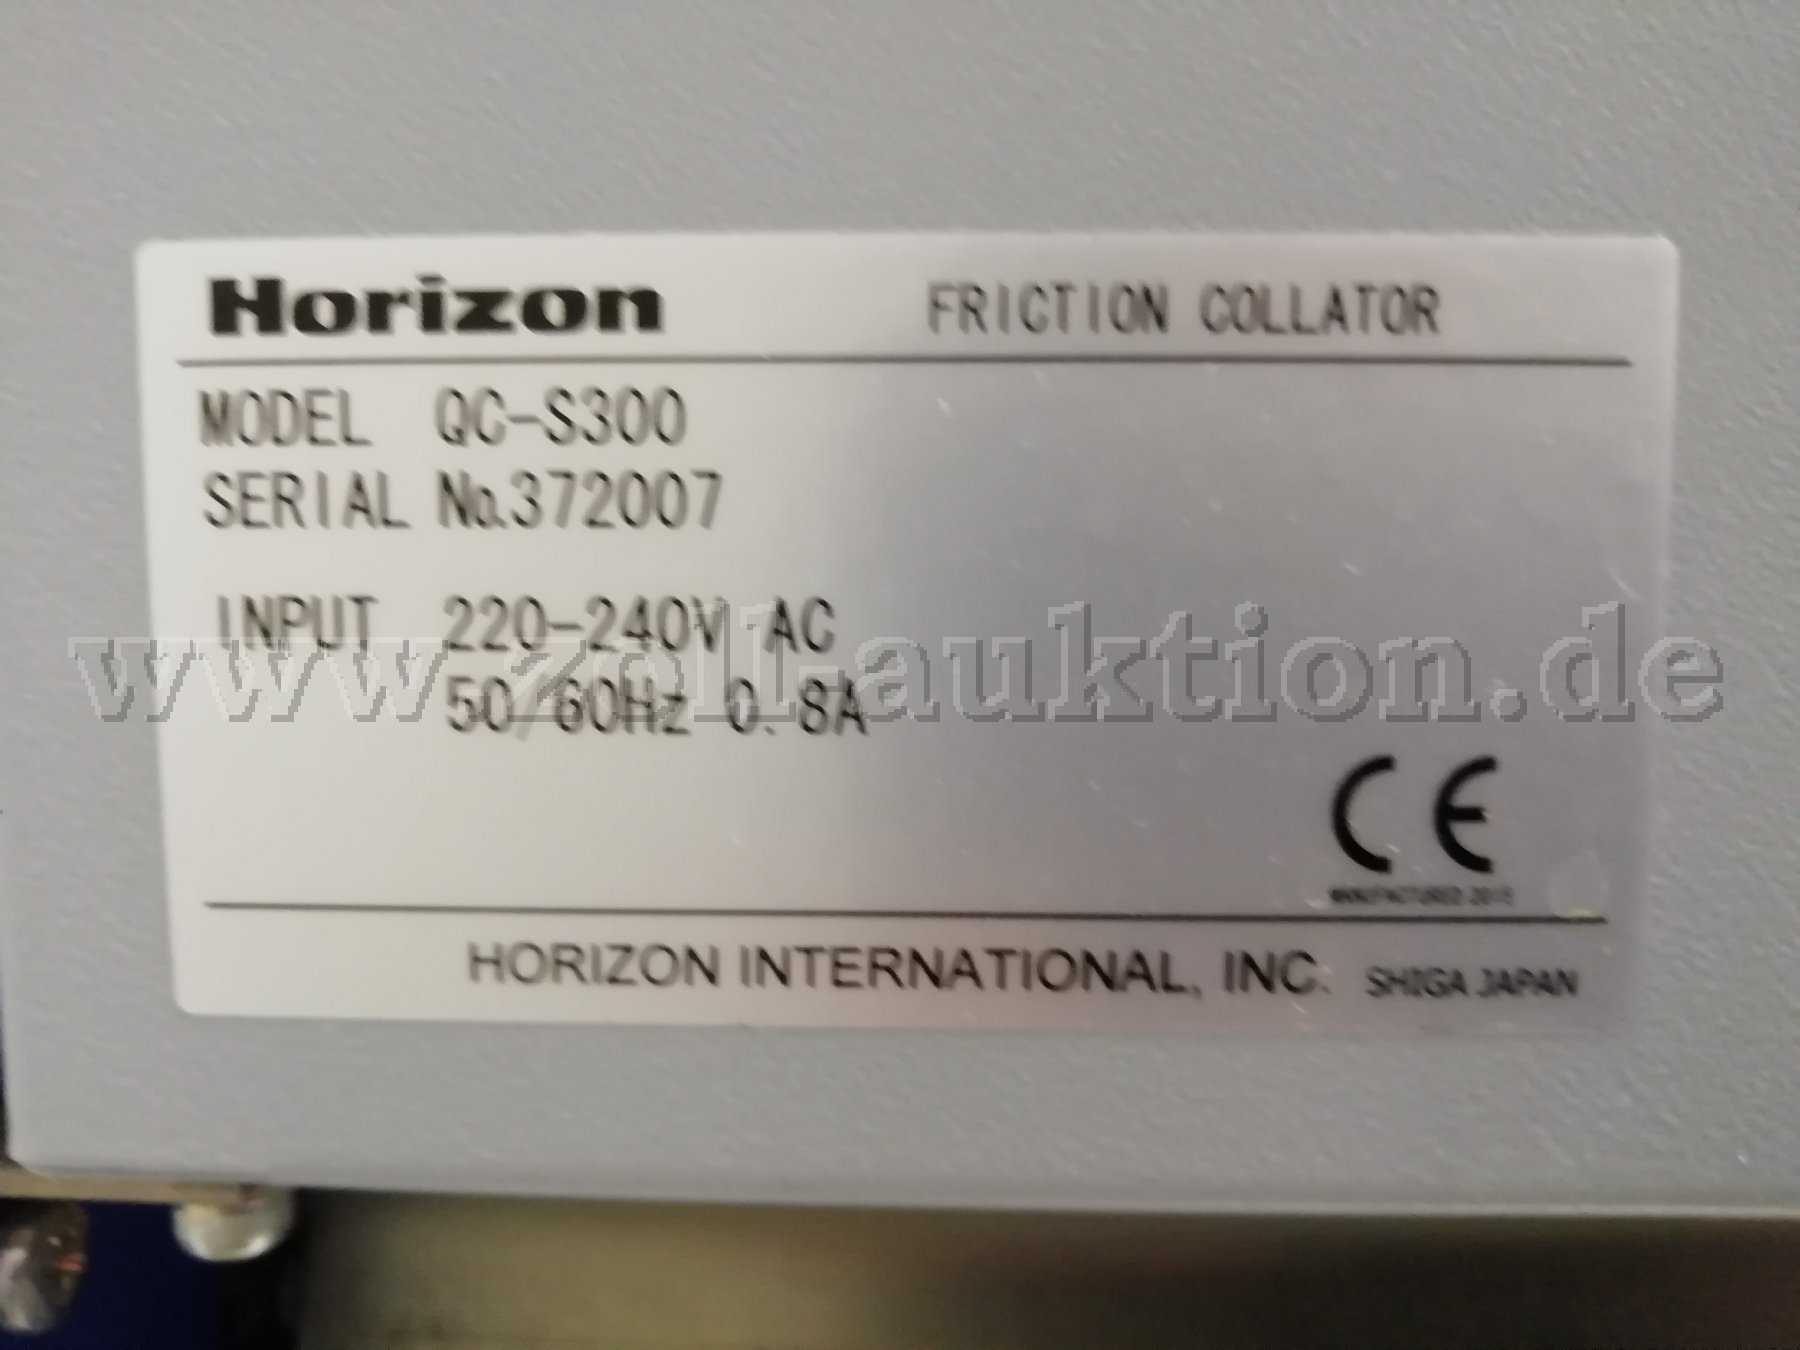 Horizon FRICTION COLLATOR
MODEL QC-S300
SERIAL No.372007
INPUT 220-240V AC
www.zoll-auktion.de
50/60Hz 0.8A
CE
MANUFACTURED
HORIZON INTERNATIONAL, INC. SHIGA JAPAN